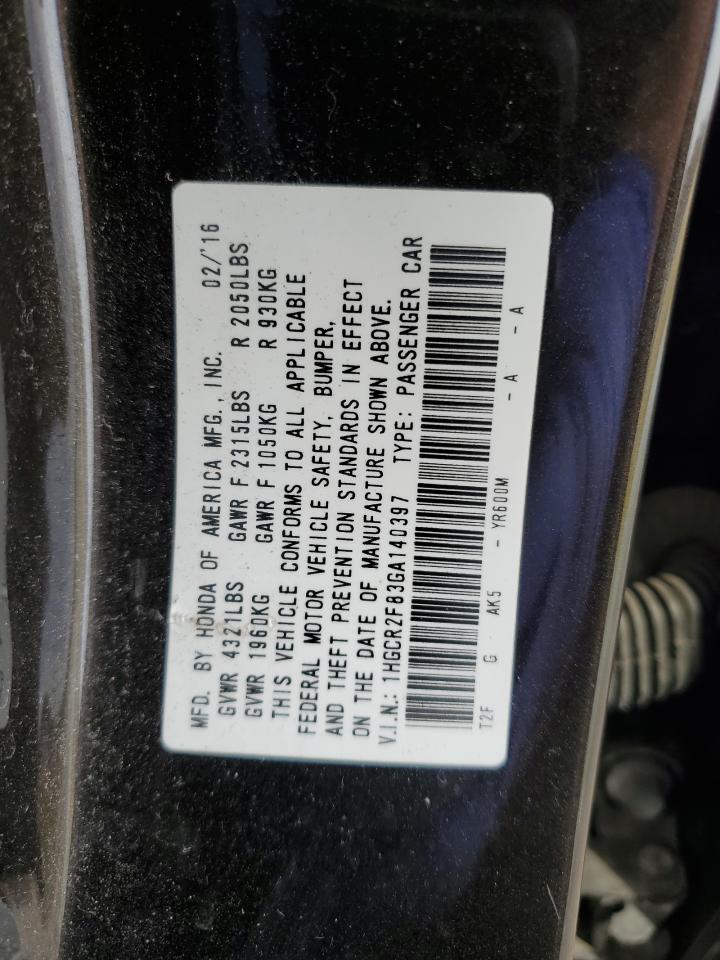 MFD. BY HONDA OF AMERICA MFG., INC. 02/'16
GVWR 4321LBS GAWR F 2315LBS R 2050LBS
GVWR 1960KG GAWR F 1050KG R 930KG
THIS VEHICLE CONFORMS TO ALL APPLICABLE
FEDERAL MOTOR VEHICLE SAFETY, BUMPER,
AND THEFT PREVENTION STANDARDS IN EFFECT
ON THE DATE OF MANUFACTURE SHOWN ABOVE.
V.I.N.: 1HGCR2F83GA140397 TYPE: PASSENGER CAR
T2F G AK5 - YR600M - A - A